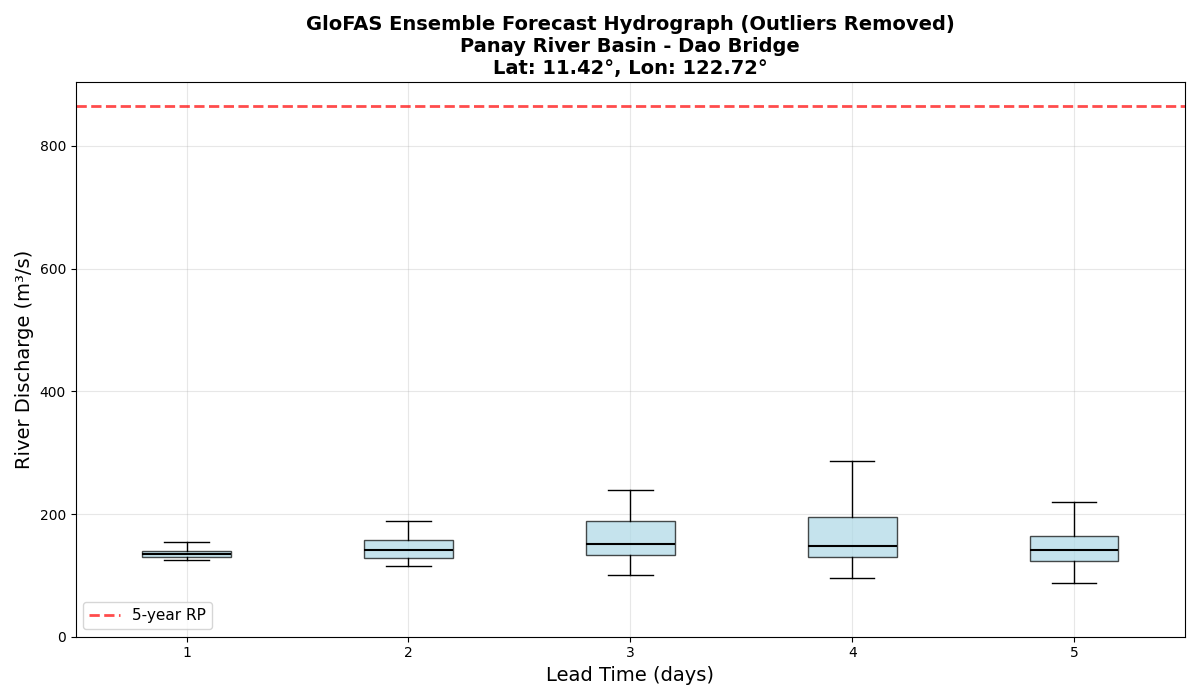 GloFAS Ensemble Forecast Hydrograph (Outliers Removed)
Panay River Basin - Dao Bridge
Lat: 11.42°, Lon: 122.72°
River Discharge (m³/s)
800
600
400
200
0
5-year RP
1 2 3 4 5
Lead Time (days)